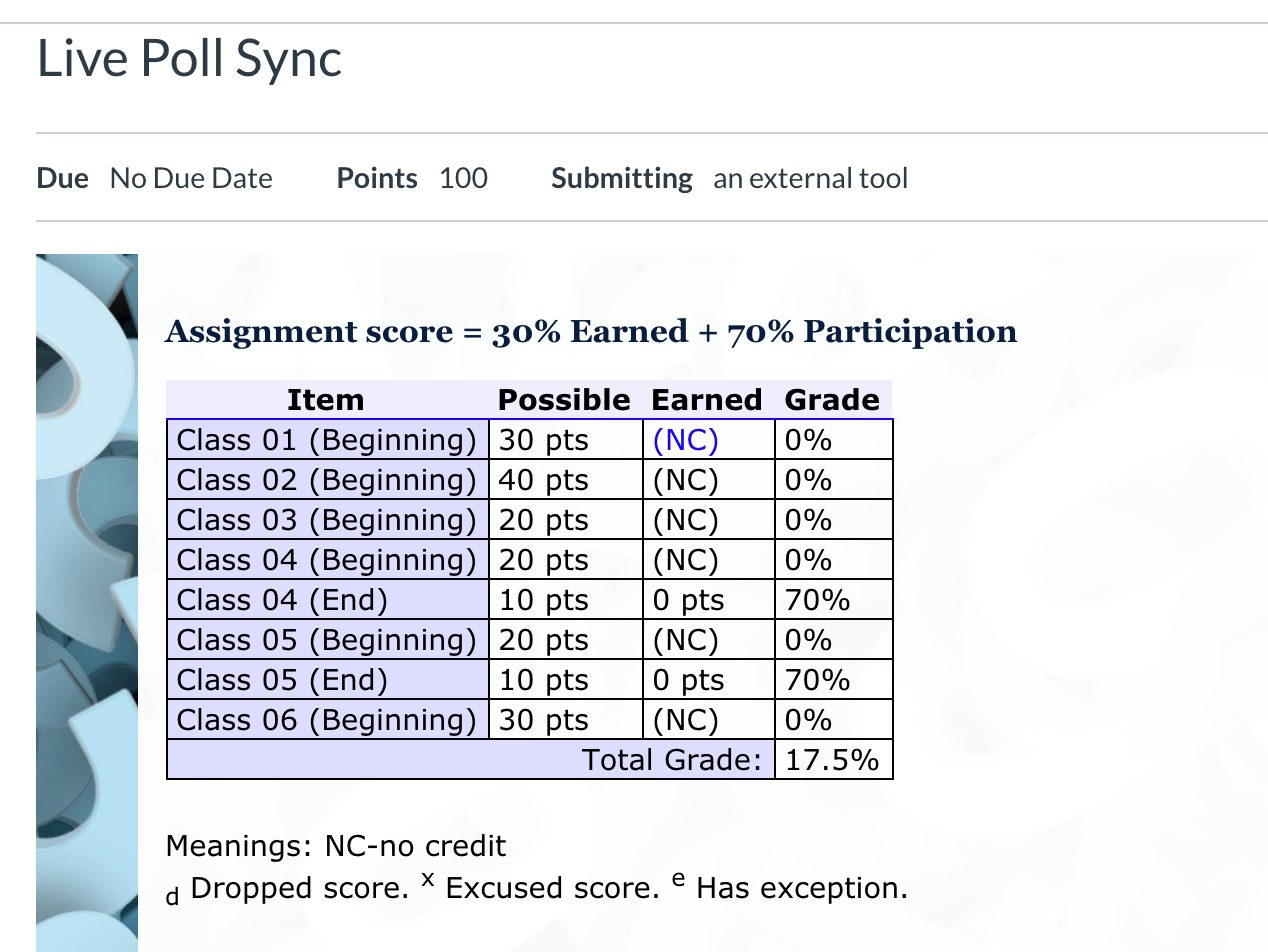 Live Poll Sync
Due No Due Date Points 100 Submitting an external tool
Assignment score = 30% Earned + 70% Participation
Item Possible Earned Grade
Class 01 (Beginning) 30 pts (NC) 0%
Class 02 (Beginning) 40 pts (NC) 0%
Class 03 (Beginning) 20 pts (NC) 0%
Class 04 (Beginning) 20 pts (NC) 0%
Class 04 (End) 10 pts 0 pts 70%
Class 05 (Beginning) 20 pts (NC) 0%
Class 05 (End) 10 pts 0 pts 70%
Class 06 (Beginning) 30 pts (NC) 0%
Total Grade: 17.5%
Meanings: NC-no credit
d Dropped score. x Excused score. e Has exception.